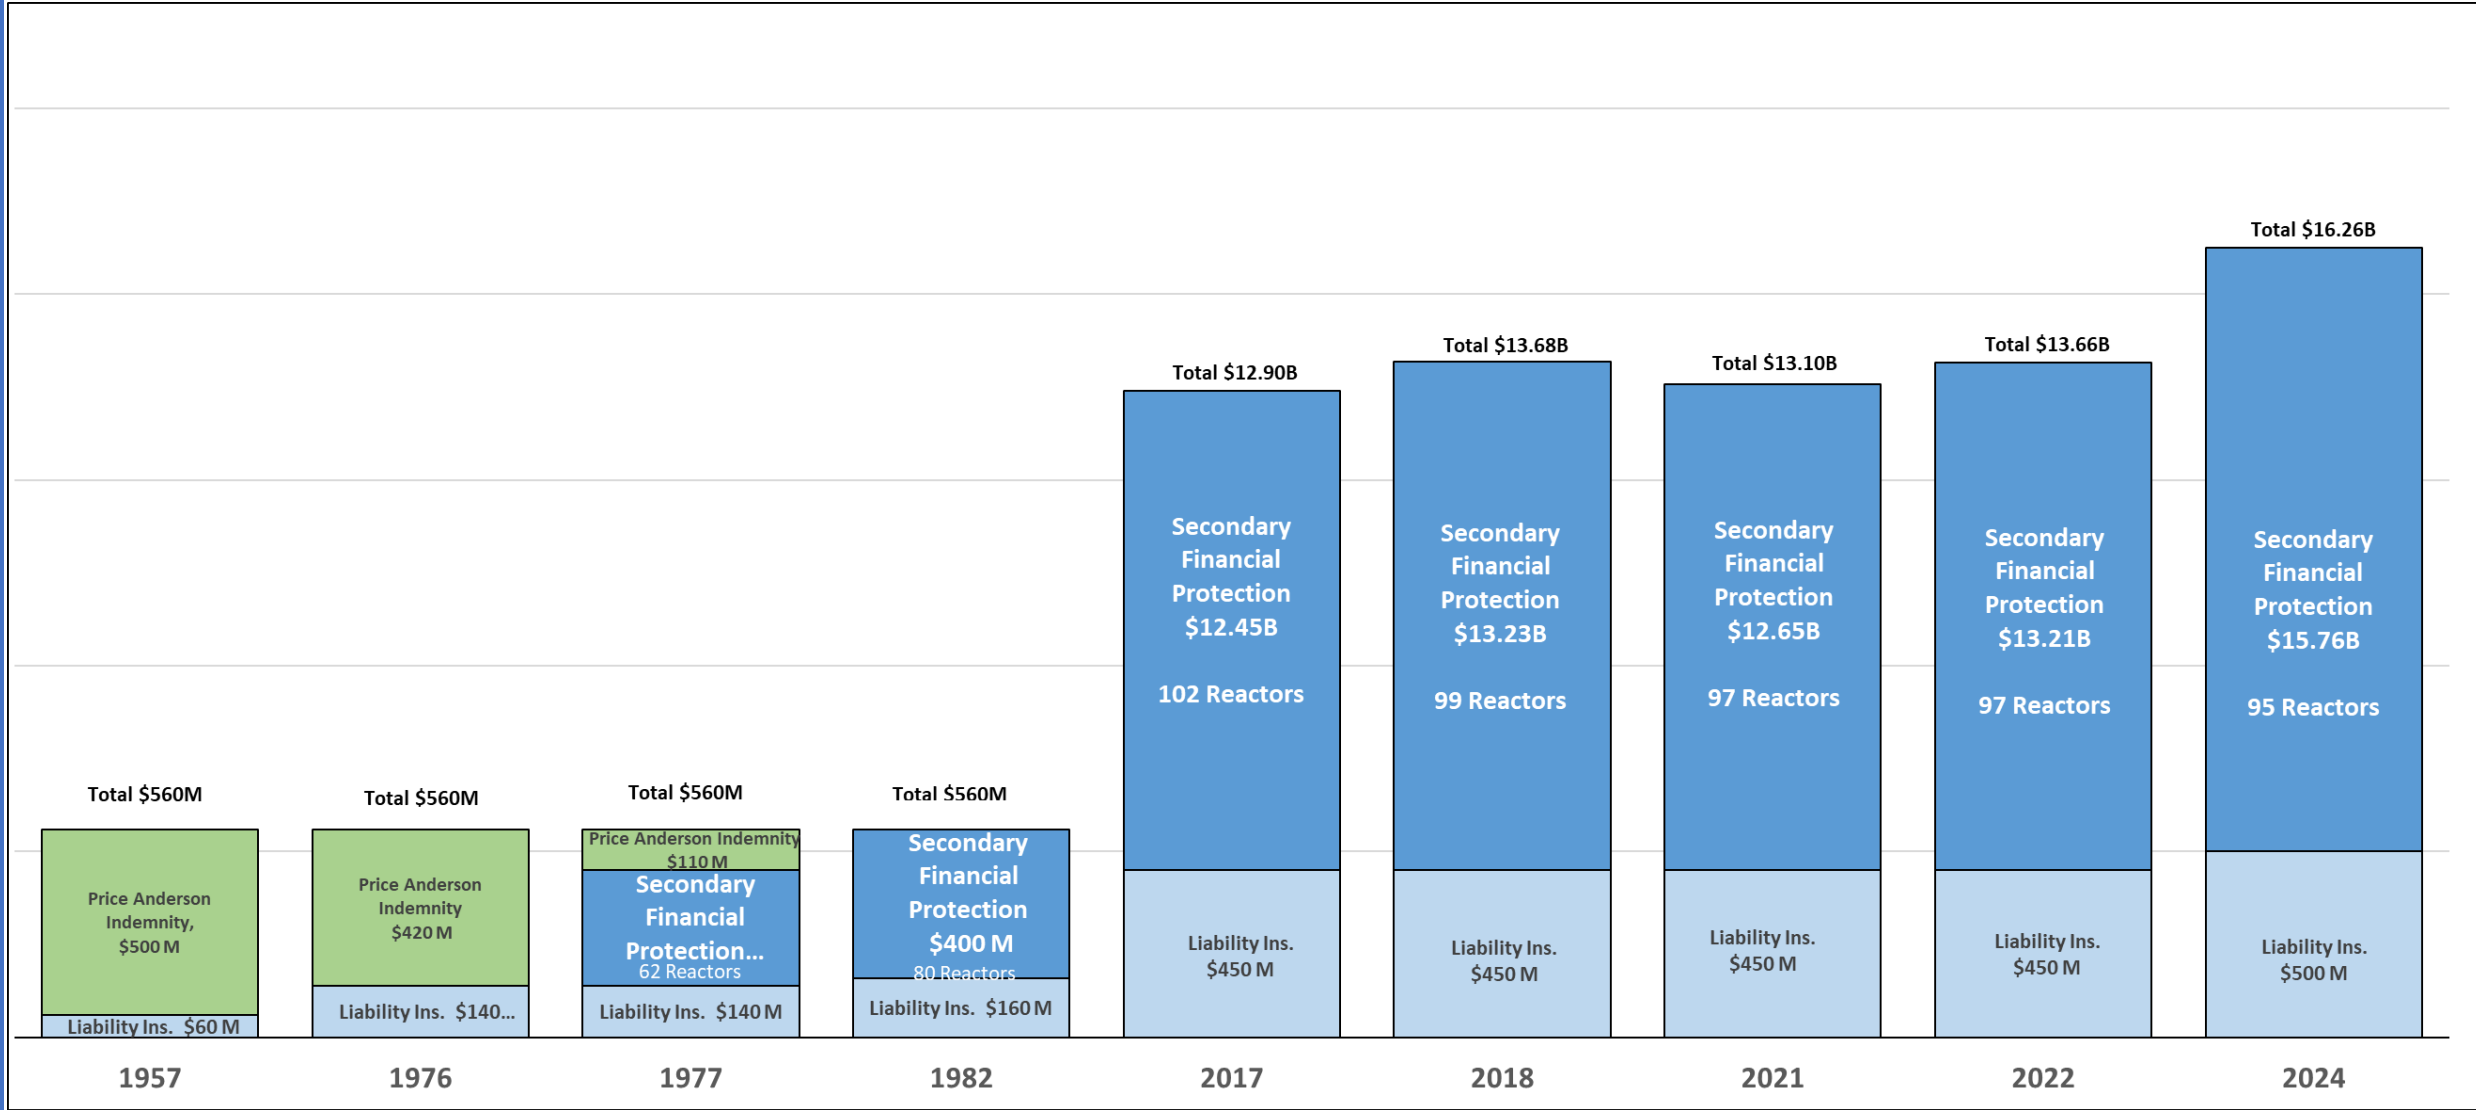 Total $560M
Price Anderson
Indemnity,
$500 M
Liability Ins. $60 M
1957
Total $560M
Price Anderson
Indemnity
$420 M
Liability Ins. $140...
1976
Total $560M
Price Anderson Indemnity
$110 M
Secondary
Financial
Protection...
62 Reactors
Liability Ins. $140 M
1977
Total $560M
Secondary
Financial
Protection
$400 M
80 Reactors
Liability Ins. $160 M
1982
Total $12.90B
Secondary
Financial
Protection
$12.45B
102 Reactors
Liability Ins.
$450 M
2017
Total $13.68B
Secondary
Financial
Protection
$13.23B
99 Reactors
Liability Ins.
$450 M
2018
Total $13.10B
Secondary
Financial
Protection
$12.65B
97 Reactors
Liability Ins.
$450 M
2021
Total $13.66B
Secondary
Financial
Protection
$13.21B
97 Reactors
Liability Ins.
$450 M
2022
Total $16.26B
Secondary
Financial
Protection
$15.76B
95 Reactors
Liability Ins.
$500 M
2024